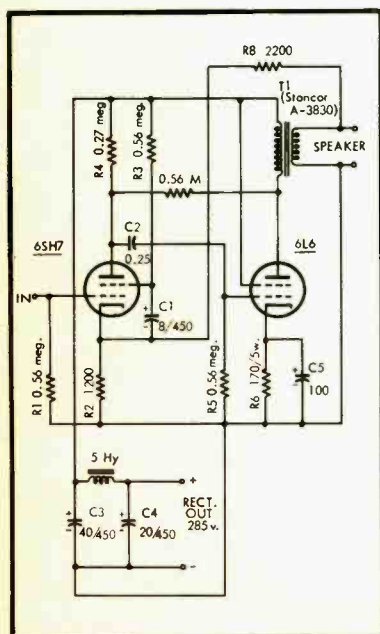 R8 2200
T1
(Stancor
A-3830)
SPEAKER
R4 0.27 meg.
R3 0.56 meg.
0.56 M
6SH7
C2
0.25
6L6
IN
C1
8/450
R1 0.56 meg.
R2 1200
R5 0.56 meg.
R6 170/5w.
C5
100
5 Hy
+
RECT.
OUT
285 v.
C3
40/450
C4
20/450
-